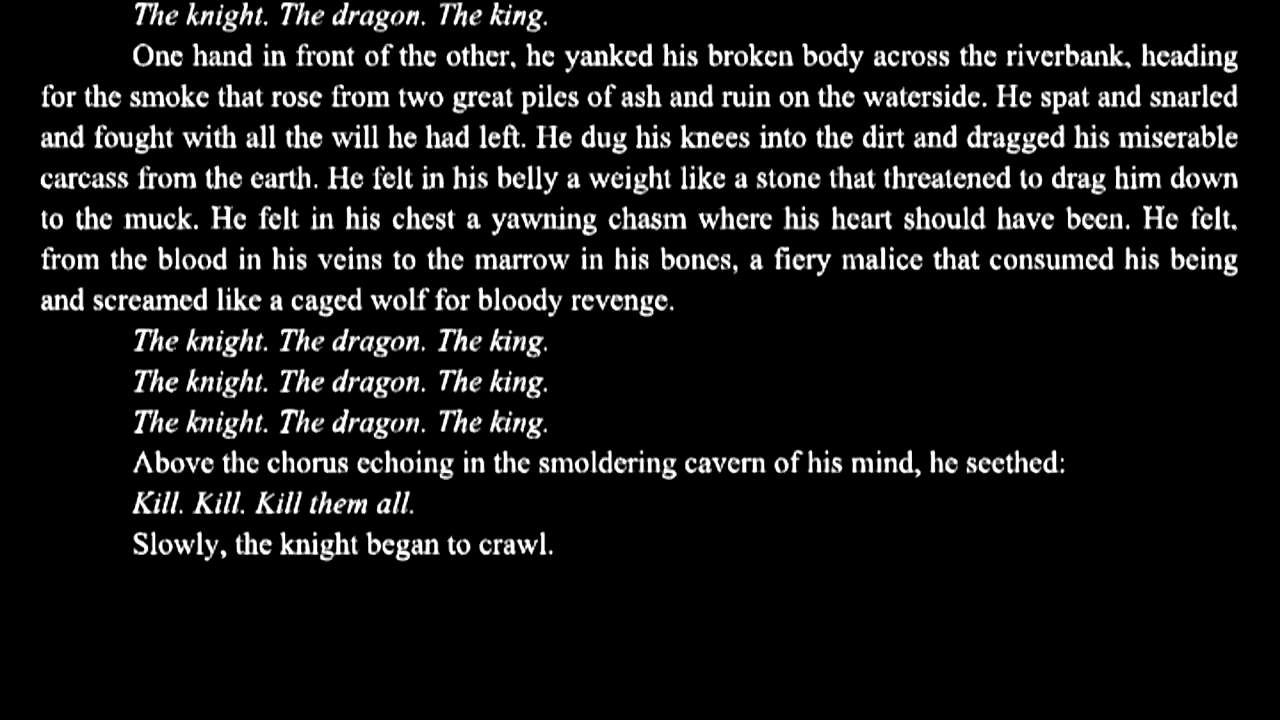 The knight. The dragon. The king.
One hand in front of the other, he yanked his broken body across the riverbank, heading
for the smoke that rose from two great piles of ash and ruin on the waterside. He spat and snarled
and fought with all the will he had left. He dug his knees into the dirt and dragged his miserable
carcass from the earth. He felt in his belly a weight like a stone that threatened to drag him down
to the muck. He felt in his chest a yawning chasm where his heart should have been. He felt,
from the blood in his veins to the marrow in his bones, a fiery malice that consumed his being
and screamed like a caged wolf for bloody revenge.
The knight. The dragon. The king.
The knight. The dragon. The king.
The knight. The dragon. The king.
Above the chorus echoing in the smoldering cavern of his mind, he seethed:
Kill. Kill. Kill them all.
Slowly, the knight began to crawl.